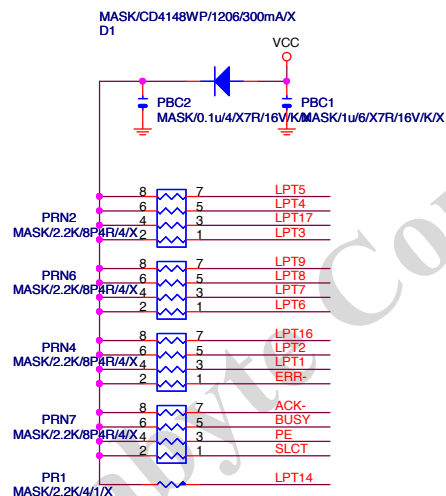 MASK/CD4148WP/1206/300mA/X
D1
VCC
PBC2
PBC1
MASK/0.1u/4/X7R/16V/K/X
MASK/1u/6/X7R/16V/K/X
8 7 LPT5
6 5 LPT4
PRN2 4 3 LPT17
MASK/2.2K/8P4R/4/X 2 1 LPT3
8 7 LPT9
PRN6 6 5 LPT8
MASK/2.2K/8P4R/4/X 4 3 LPT7
2 1 LPT6
8 7 LPT16
PRN4 6 5 LPT2
MASK/2.2K/8P4R/4/X 4 3 LPT1
2 1 ERR-
8 7 ACK-
PRN7 6 5 BUSY
MASK/2.2K/8P4R/4/X 4 3 PE
2 1 SLCT
PR1 LPT14
MASK/2.2K/4/1/X